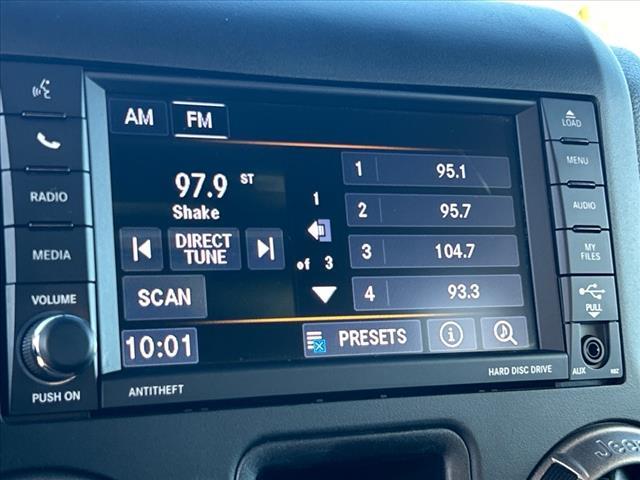 AM FM
97.9 ST
Shake
DIRECT
TUNE
SCAN
10:01
1
of 3
1 95.1
2 95.7
3 104.7
4 93.3
PRESETS
RADIO
MEDIA
VOLUME
PUSH ON
ANTITHEFT
HARD DISC DRIVE
LOAD
MENU
AUDIO
MY
FILES
PULL
AUX
RBZ
Jeep